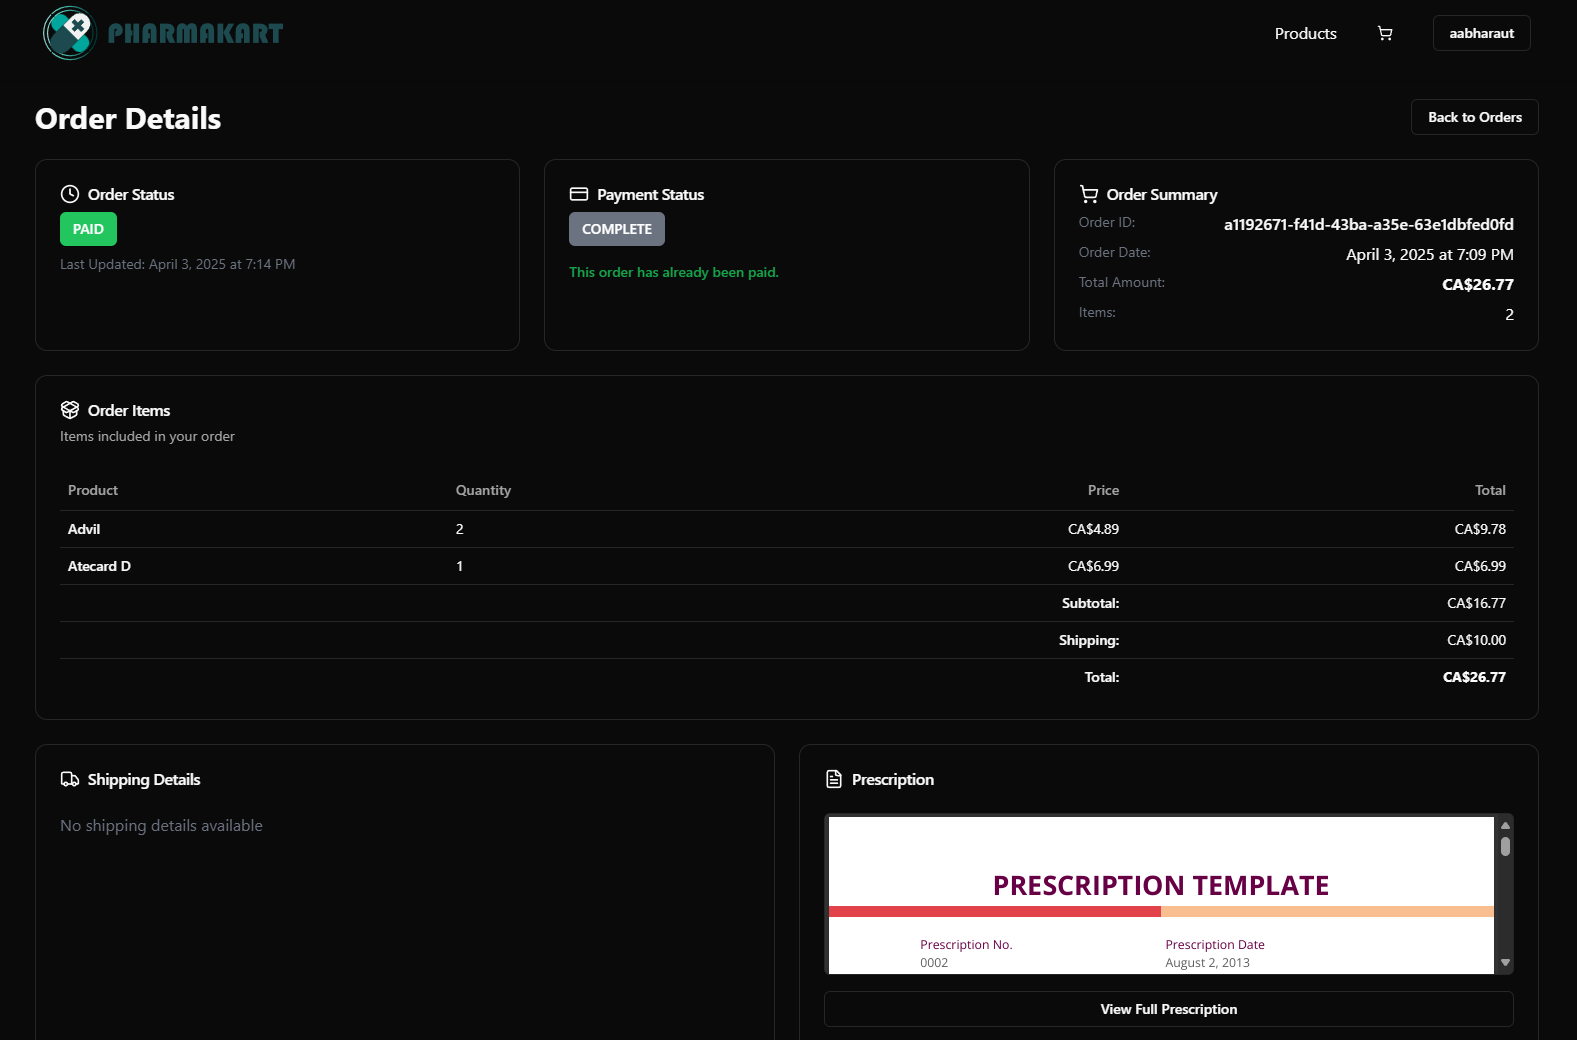 PHARMAKART
Products
aabharaut
Order Details
Back to Orders
Order Status
PAID
Last Updated: April 3, 2025 at 7:14 PM
Payment Status
COMPLETE
This order has already been paid.
Order Summary
Order ID: a1192671-f41d-43ba-a35e-63e1dbfed0fd
Order Date: April 3, 2025 at 7:09 PM
Total Amount: CA$26.77
Items: 2
Order Items
Items included in your order
Product Quantity Price Total
Advil 2 CA$4.89 CA$9.78
Atecard D 1 CA$6.99 CA$6.99
Subtotal: CA$16.77
Shipping: CA$10.00
Total: CA$26.77
Shipping Details
No shipping details available
Prescription
PRESCRIPTION TEMPLATE
Prescription No. Prescription Date
0002 August 2, 2013
View Full Prescription